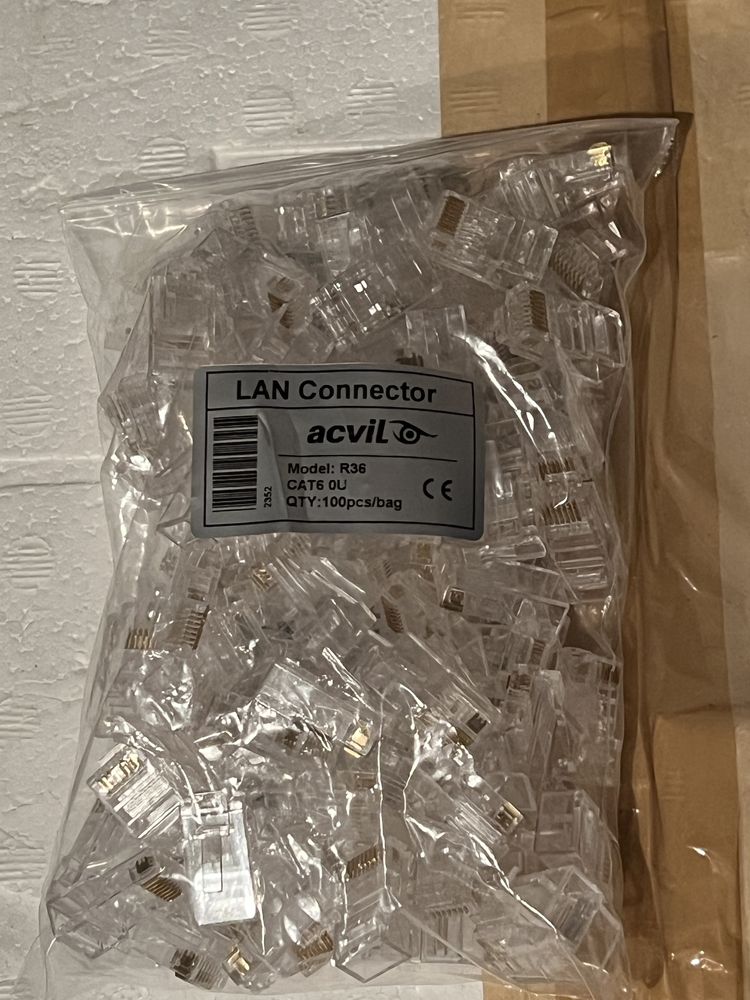 LAN Connector
acvil
Model: R36
CAT6 0U
QTY:100pcs/bag
CE
2352